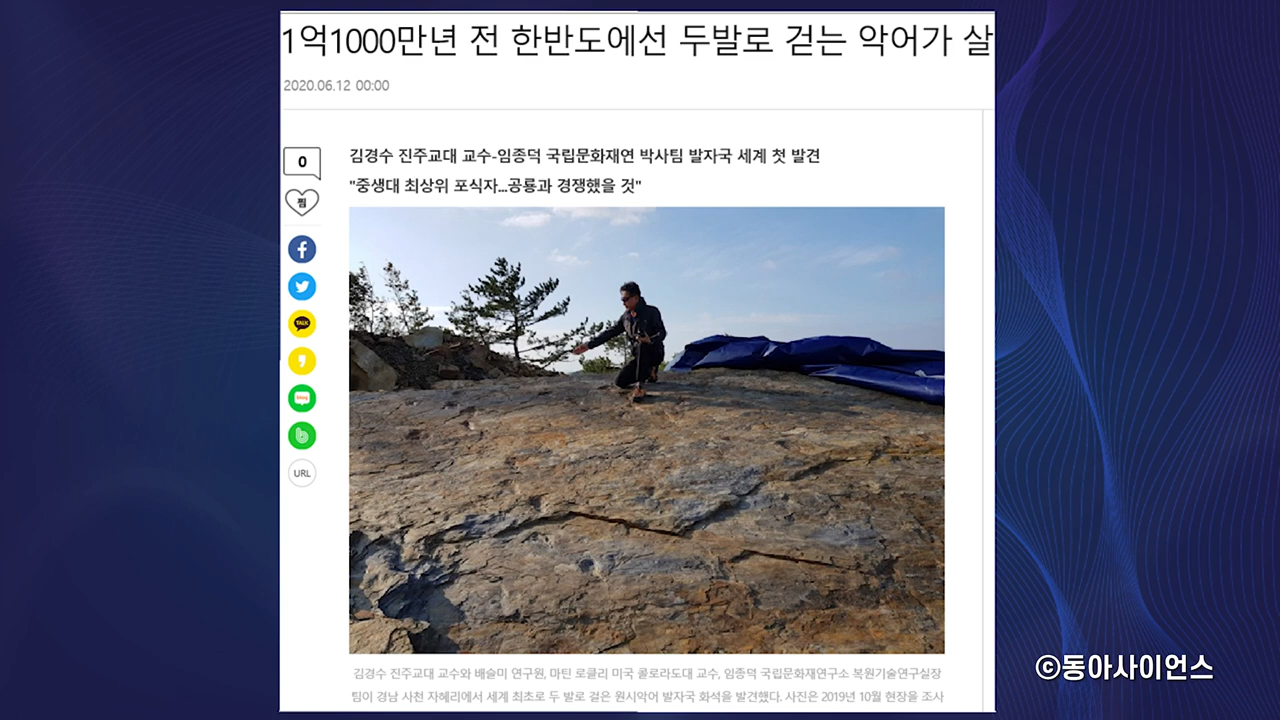 1억1000만년 전 한반도에선 두발로 걷는 악어가 살
2020.06.12 00:00
0
찜
김경수 진주교대 교수-임종덕 국립문화재연 박사팀 발자국 세계 첫 발견
"중생대 최상위 포식자...공룡과 경쟁했을 것"
TALK
blog
URL
김경수 진주교대 교수와 배슬미 연구원, 마틴 로클리 미국 콜로라도대 교수, 임종덕 국립문화재연구소 복원기술연구실장
팀이 경남 사천 자혜리에서 세계 최초로 두 발로 걸은 원시악어 발자국 화석을 발견했다. 사진은 2019년 10월 현장을 조사
©동아사이언스